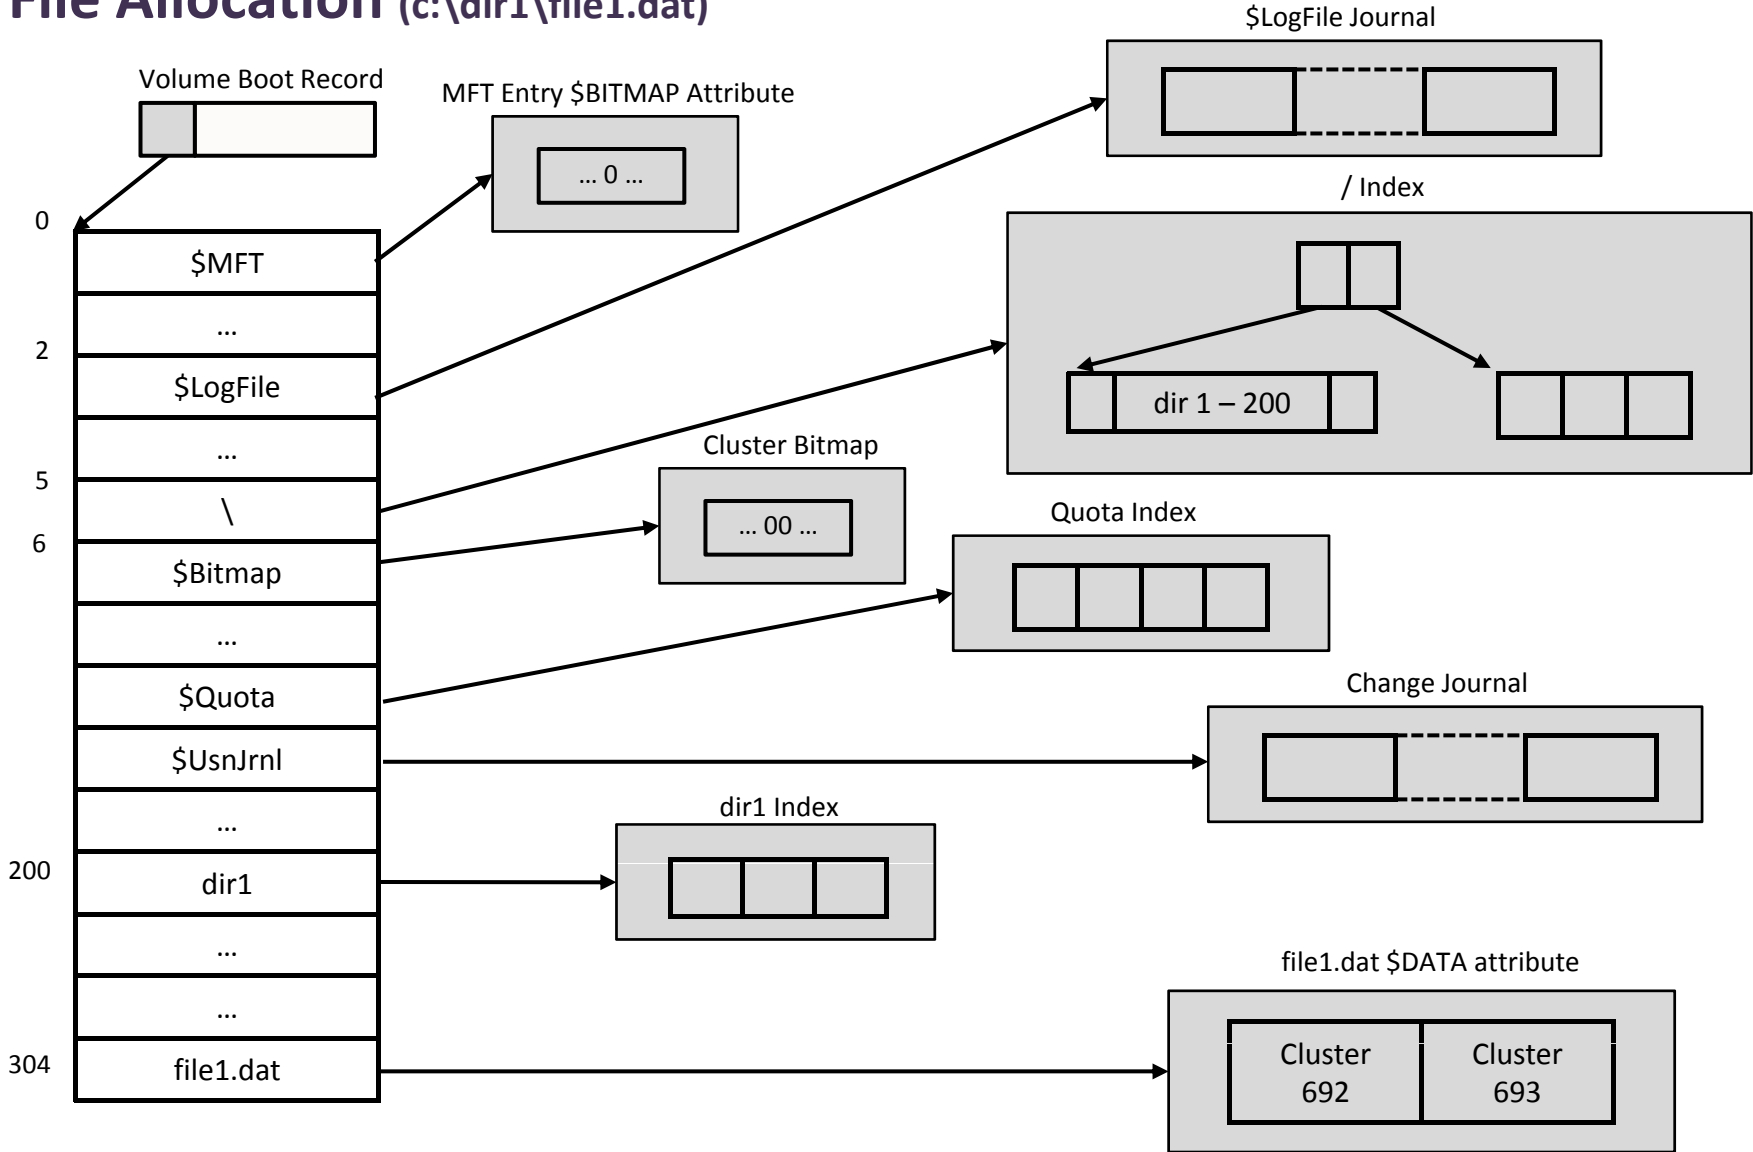 File Allocation (c:\dir1\file1.dat)
$LogFile Journal
Volume Boot Record
MFT Entry $BITMAP Attribute
... 0 ...
/ Index
0
$MFT
...
2
$LogFile
dir 1 – 200
...
Cluster Bitmap
5
\
... 00 ...
Quota Index
6
$Bitmap
...
$Quota
Change Journal
$UsnJrnl
...
dir1 Index
200
dir1
...
file1.dat $DATA attribute
...
304
file1.dat
Cluster
692
Cluster
693